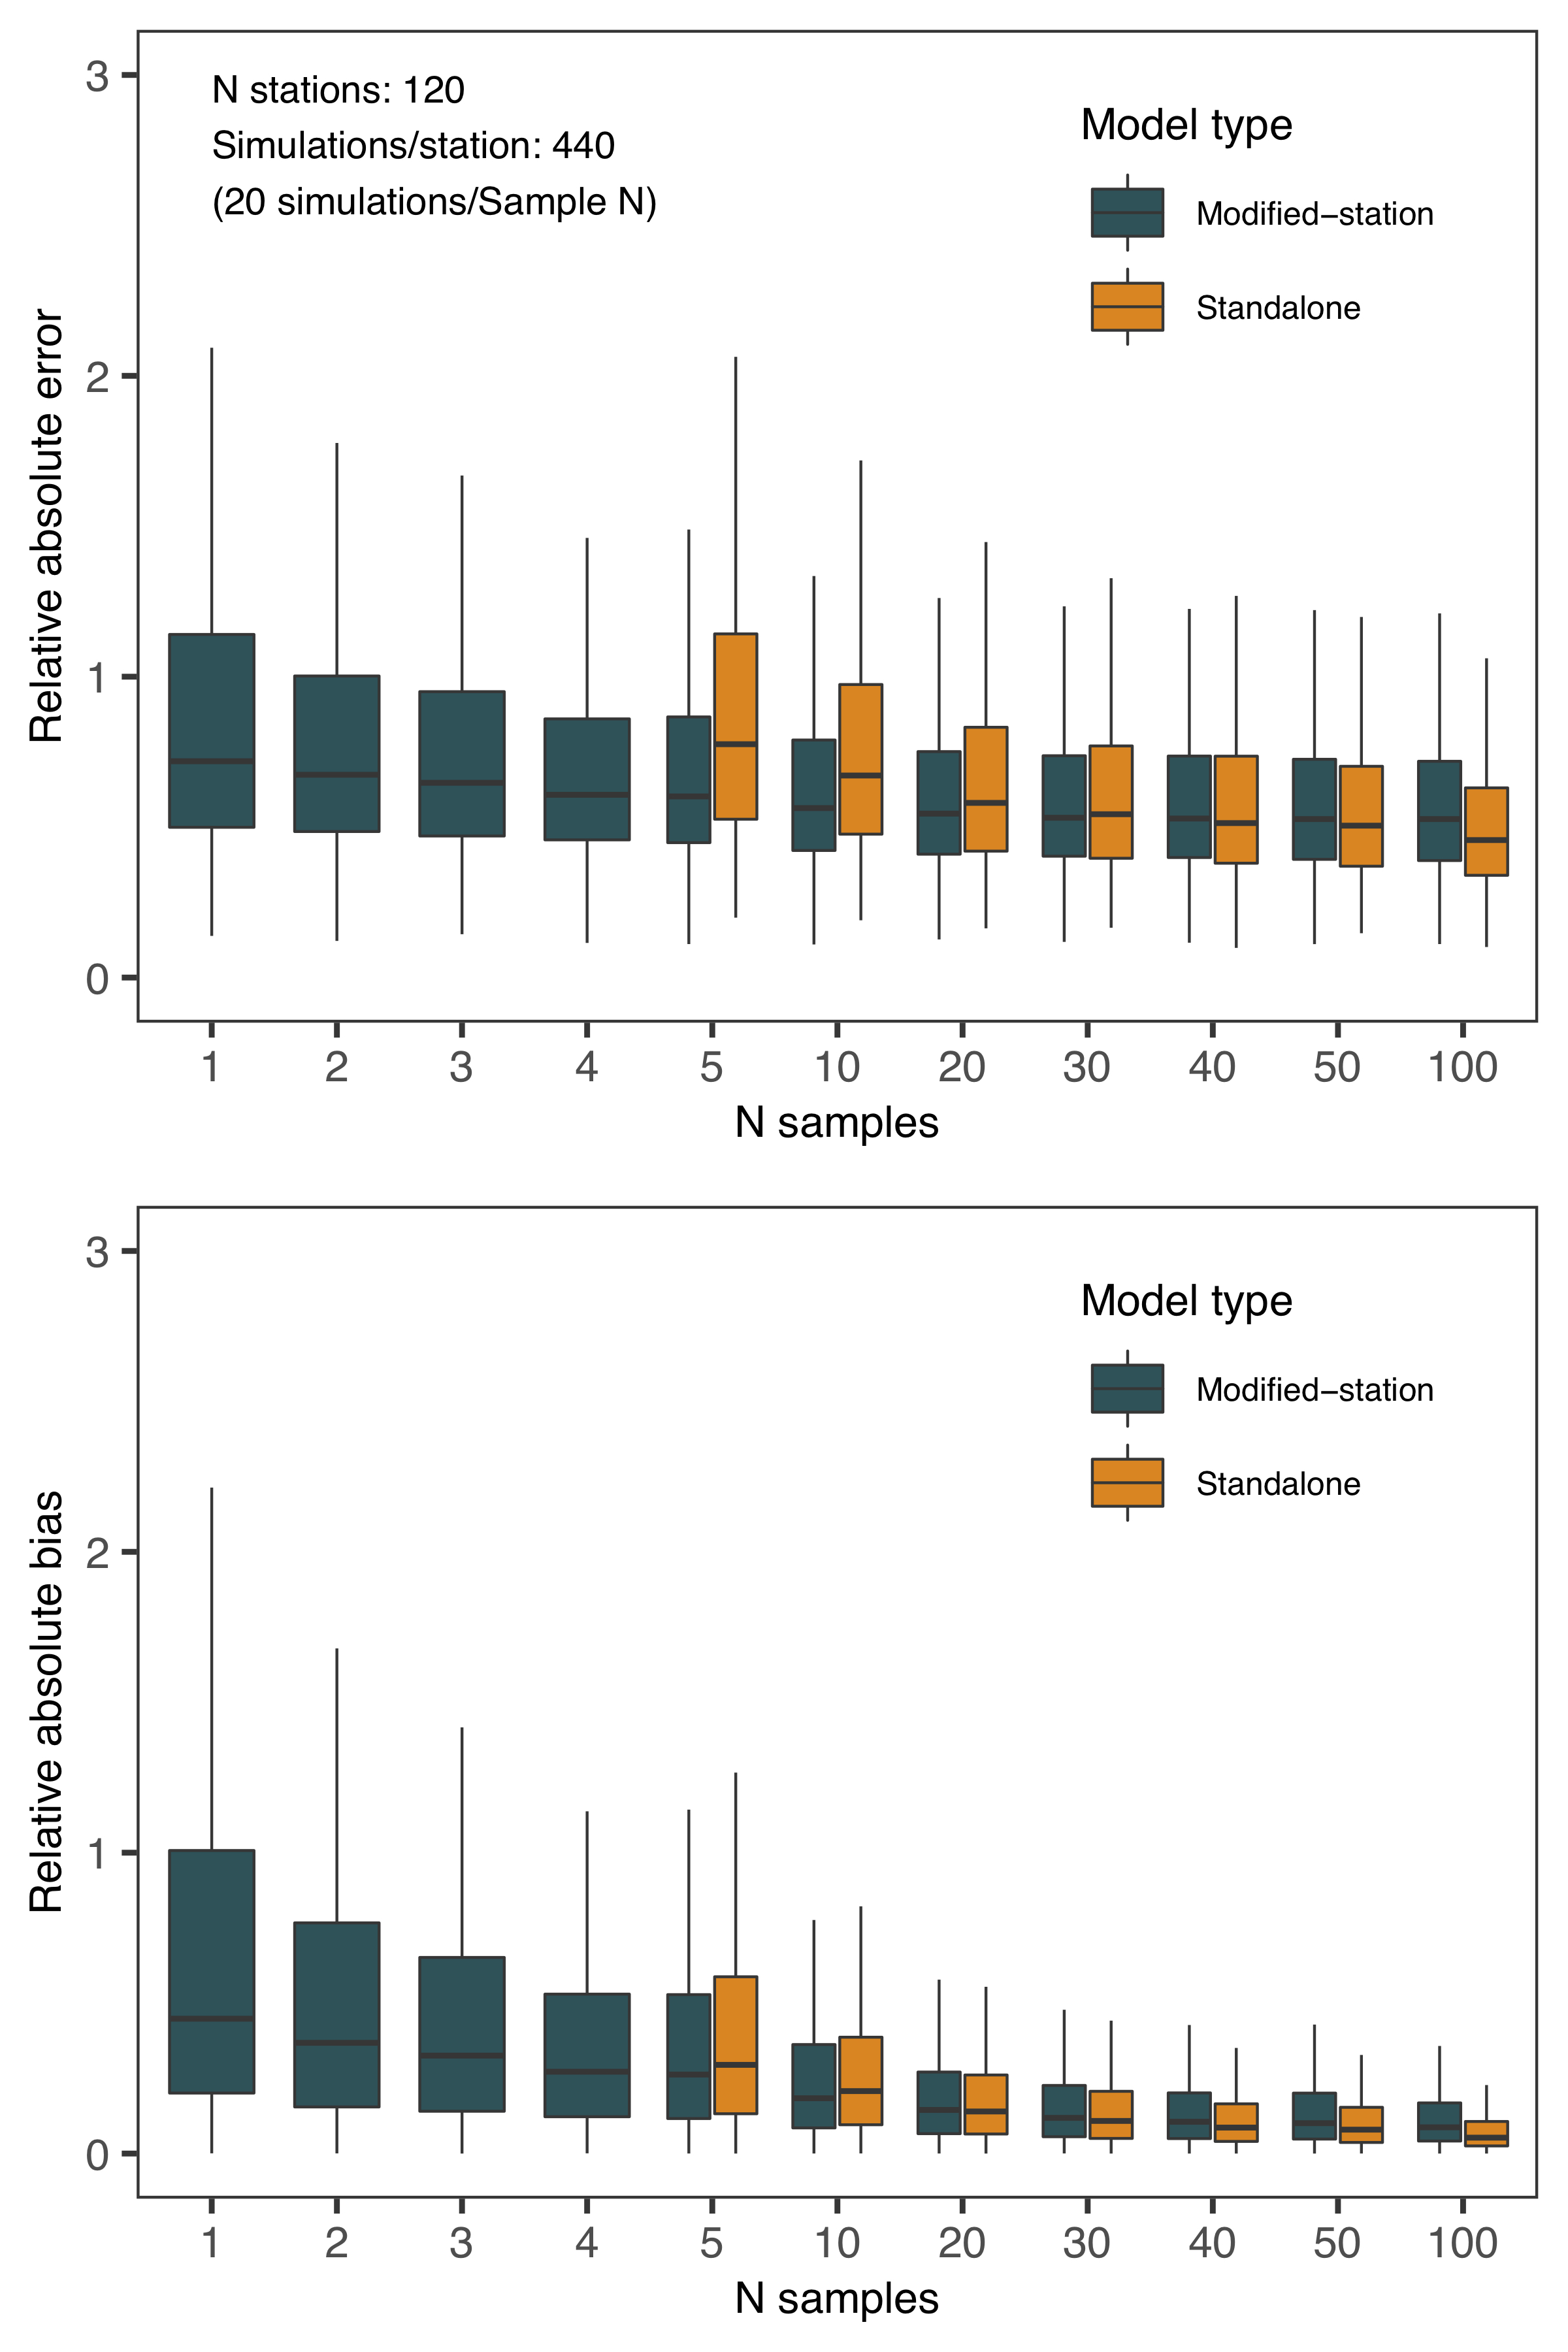 N stations: 120
Simulations/station: 440
(20 simulations/Sample N)
Model type
Modified−station
Standalone
Relative absolute error
3
2
1
0
1 2 3 4 5 10 20 30 40 50 100
N samples
Model type
Modified−station
Standalone
Relative absolute bias
3
2
1
0
1 2 3 4 5 10 20 30 40 50 100
N samples